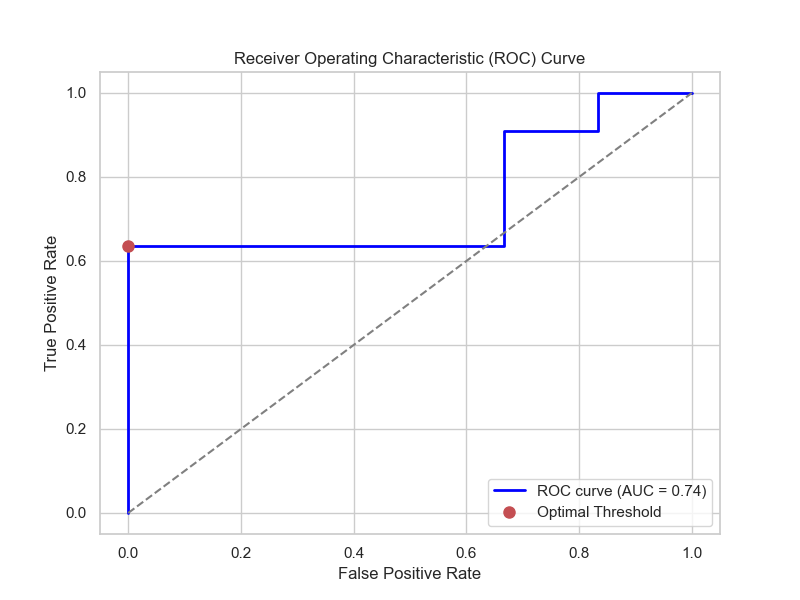 Receiver Operating Characteristic (ROC) Curve
1.0
0.8
0.6
0.4
0.2
0.0
True Positive Rate
0.0 0.2 0.4 0.6 0.8 1.0
False Positive Rate
ROC curve (AUC = 0.74)
Optimal Threshold